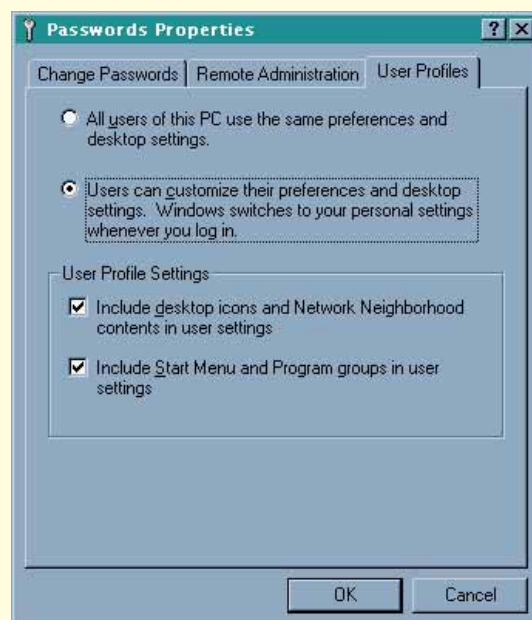 Passwords Properties
Change Passwords
Remote Administration
User Profiles
All users of this PC use the same preferences and
desktop settings.
Users can customize their preferences and desktop
settings. Windows switches to your personal settings
whenever you log in.
User Profile Settings
Include desktop icons and Network Neighborhood
contents in user settings
Include Start Menu and Program groups in user
settings
OK
Cancel